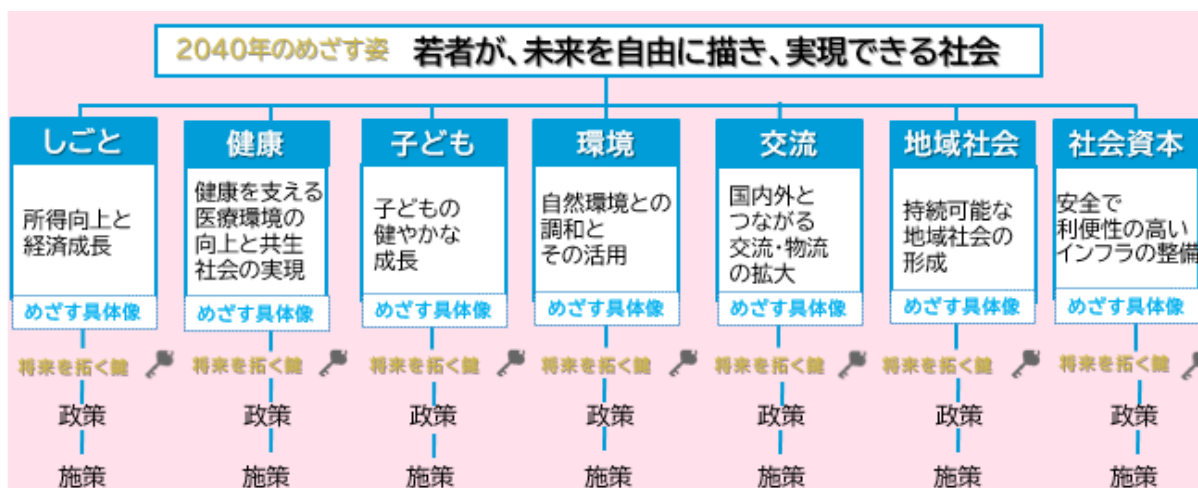 2040年のめざす姿 若者が、未来を自由に描き、実現できる社会
しごと
所得向上と
経済成長
めざす具体像
将来を拓く鍵
政策
施策
健康
健康を支える
医療環境の
向上と共生
社会の実現
めざす具体像
将来を拓く鍵
政策
施策
子ども
子どもの
健やかな
成長
めざす具体像
将来を拓く鍵
政策
施策
環境
自然環境との
調和と
その活用
めざす具体像
将来を拓く鍵
政策
施策
交流
国内外と
つながる
交流・物流
の拡大
めざす具体像
将来を拓く鍵
政策
施策
地域社会
持続可能な
地域社会の
形成
めざす具体像
将来を拓く鍵
政策
施策
社会資本
安全で
利便性の高い
インフラの整備
めざす具体像
将来を拓く鍵
政策
施策